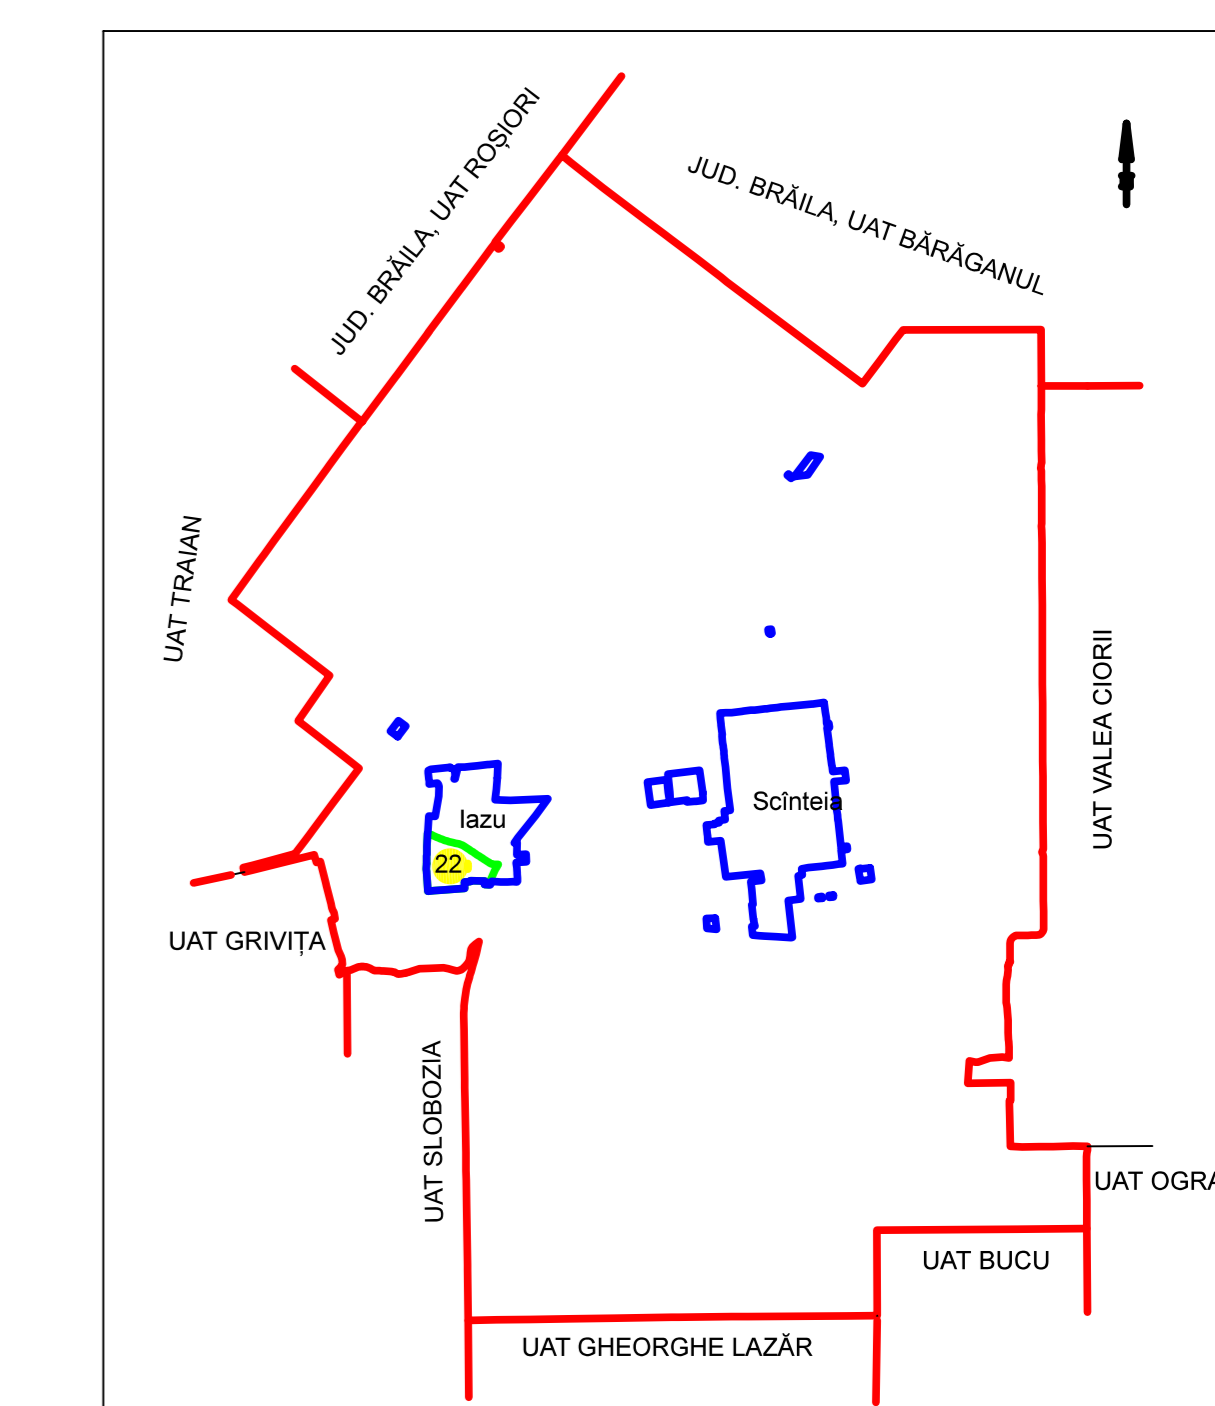 JUD. BRĂILA, UAT ROȘIORI
JUD. BRĂILA, UAT BĂRĂGANUL
UAT TRAIAN
UAT VALEA CIORII
Scînteia
Iazu
22
UAT GRIVIȚA
UAT SLOBOZIA
UAT OGRA
UAT BUCU
UAT GHEORGHE LAZĂR